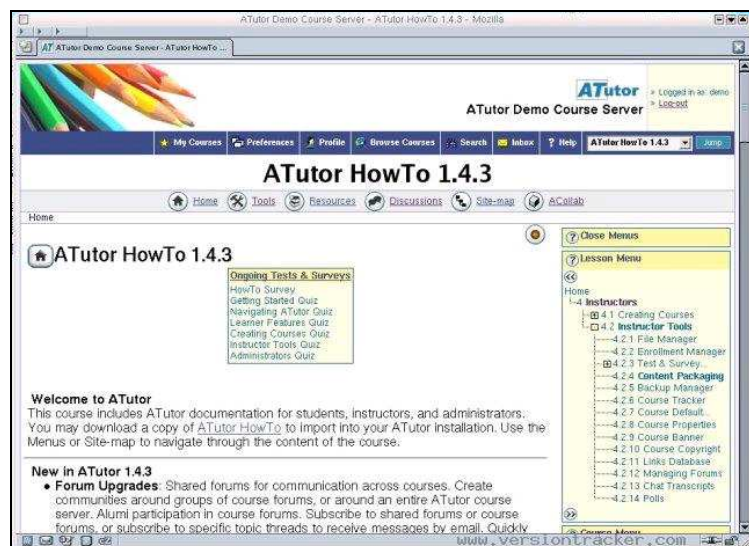 ATutor Demo Course Server - ATutor HowTo 1.4.3 - Mozilla
AT ATutor Demo Course Server - ATutor HowTo ...
ATutor
ATutor Demo Course Server
» Logged in as: demo
» Log-out
My Courses Preferences Profile Browse Courses Search Inbox ? Help ATutor HowTo 1.4.3 Jump
ATutor HowTo 1.4.3
Home Tools Resources Discussions Site-map ACollab
Home
ATutor HowTo 1.4.3
Ongoing Tests & Surveys
HowTo Survey
Getting Started Quiz
Navigating ATutor Quiz
Learner Features Quiz
Creating Courses Quiz
Instructor Tools Quiz
Administrators Quiz
Welcome to ATutor
This course includes ATutor documentation for students, instructors, and administrators.
You may download a copy of ATutor HowTo to import into your ATutor installation. Use the
Menus or Site-map to navigate through the content of the course.
New in ATutor 1.4.3
• Forum Upgrades: Shared forums for communication across courses. Create
communities around groups of course forums, or around an entire ATutor course
server. Alumi participation in course forums. Subscribe to shared forums or course
forums, or subscribe to specific topic threads to receive messages by email. Quickly
? Close Menus
? Lesson Menu
Home
4 Instructors
4.1 Creating Courses
4.2 Instructor Tools
4.2.1 File Manager
4.2.2 Enrollment Manager
4.2.3 Test & Survey...
4.2.4 Content Packaging
4.2.5 Backup Manager
4.2.6 Course Tracker
4.2.7 Course Default...
4.2.8 Course Properties
4.2.9 Course Banner
4.2.10 Course Copyright
4.2.11 Links Database
4.2.12 Managing Forums
4.2.13 Chat Transcripts
4.2.14 Polls
Course Menu
www.versiontracker.com